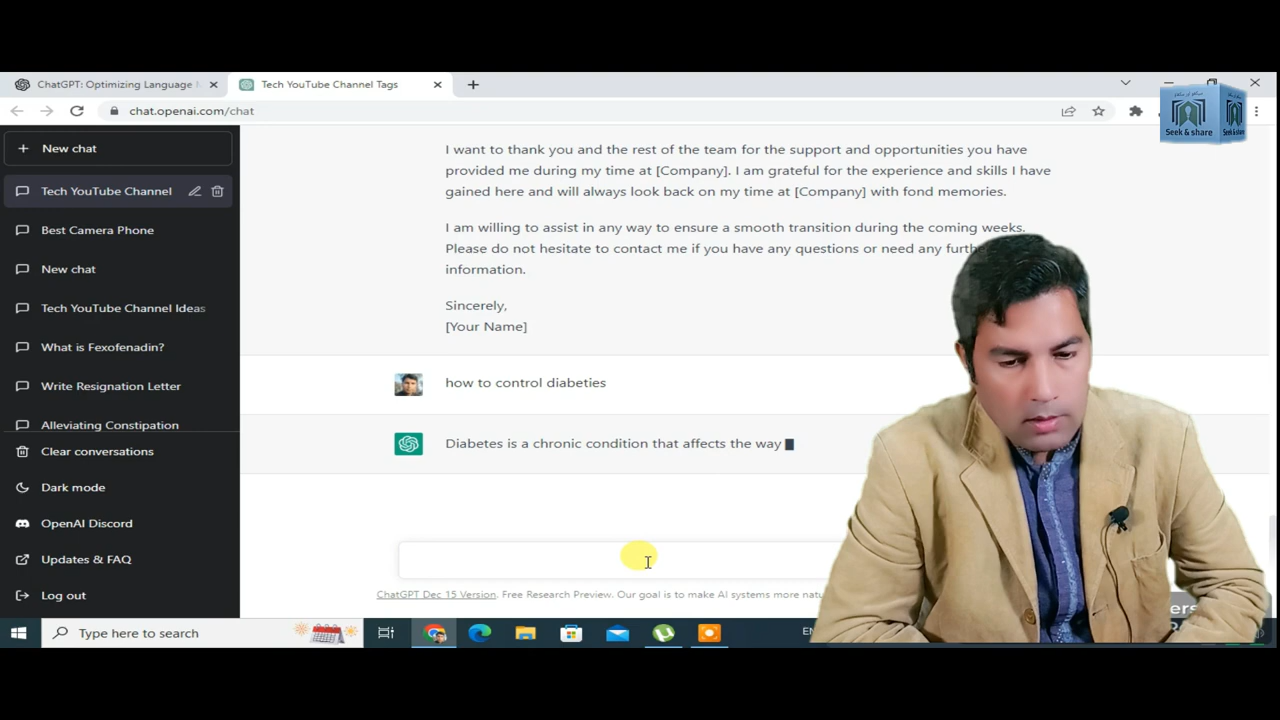 ChatGPT: Optimizing Language
Tech YouTube Channel Tags
chat.openai.com/chat
Seek & share
Seek & share
New chat
Tech YouTube Channel
Best Camera Phone
New chat
Tech YouTube Channel Ideas
What is Fexofenadin?
Write Resignation Letter
Alleviating Constipation
Clear conversations
Dark mode
OpenAI Discord
Updates & FAQ
Log out
I want to thank you and the rest of the team for the support and opportunities you have
provided me during my time at [Company]. I am grateful for the experience and skills I have
gained here and will always look back on my time at [Company] with fond memories.
I am willing to assist in any way to ensure a smooth transition during the coming weeks.
Please do not hesitate to contact me if you have any questions or need any
information.
Sincerely,
[Your Name]
how to control diabeties
Diabetes is a chronic condition that affects the way
ChatGPT Dec 15 Version. Free Research Preview. Our goal is to make AI systems more
Type here to search